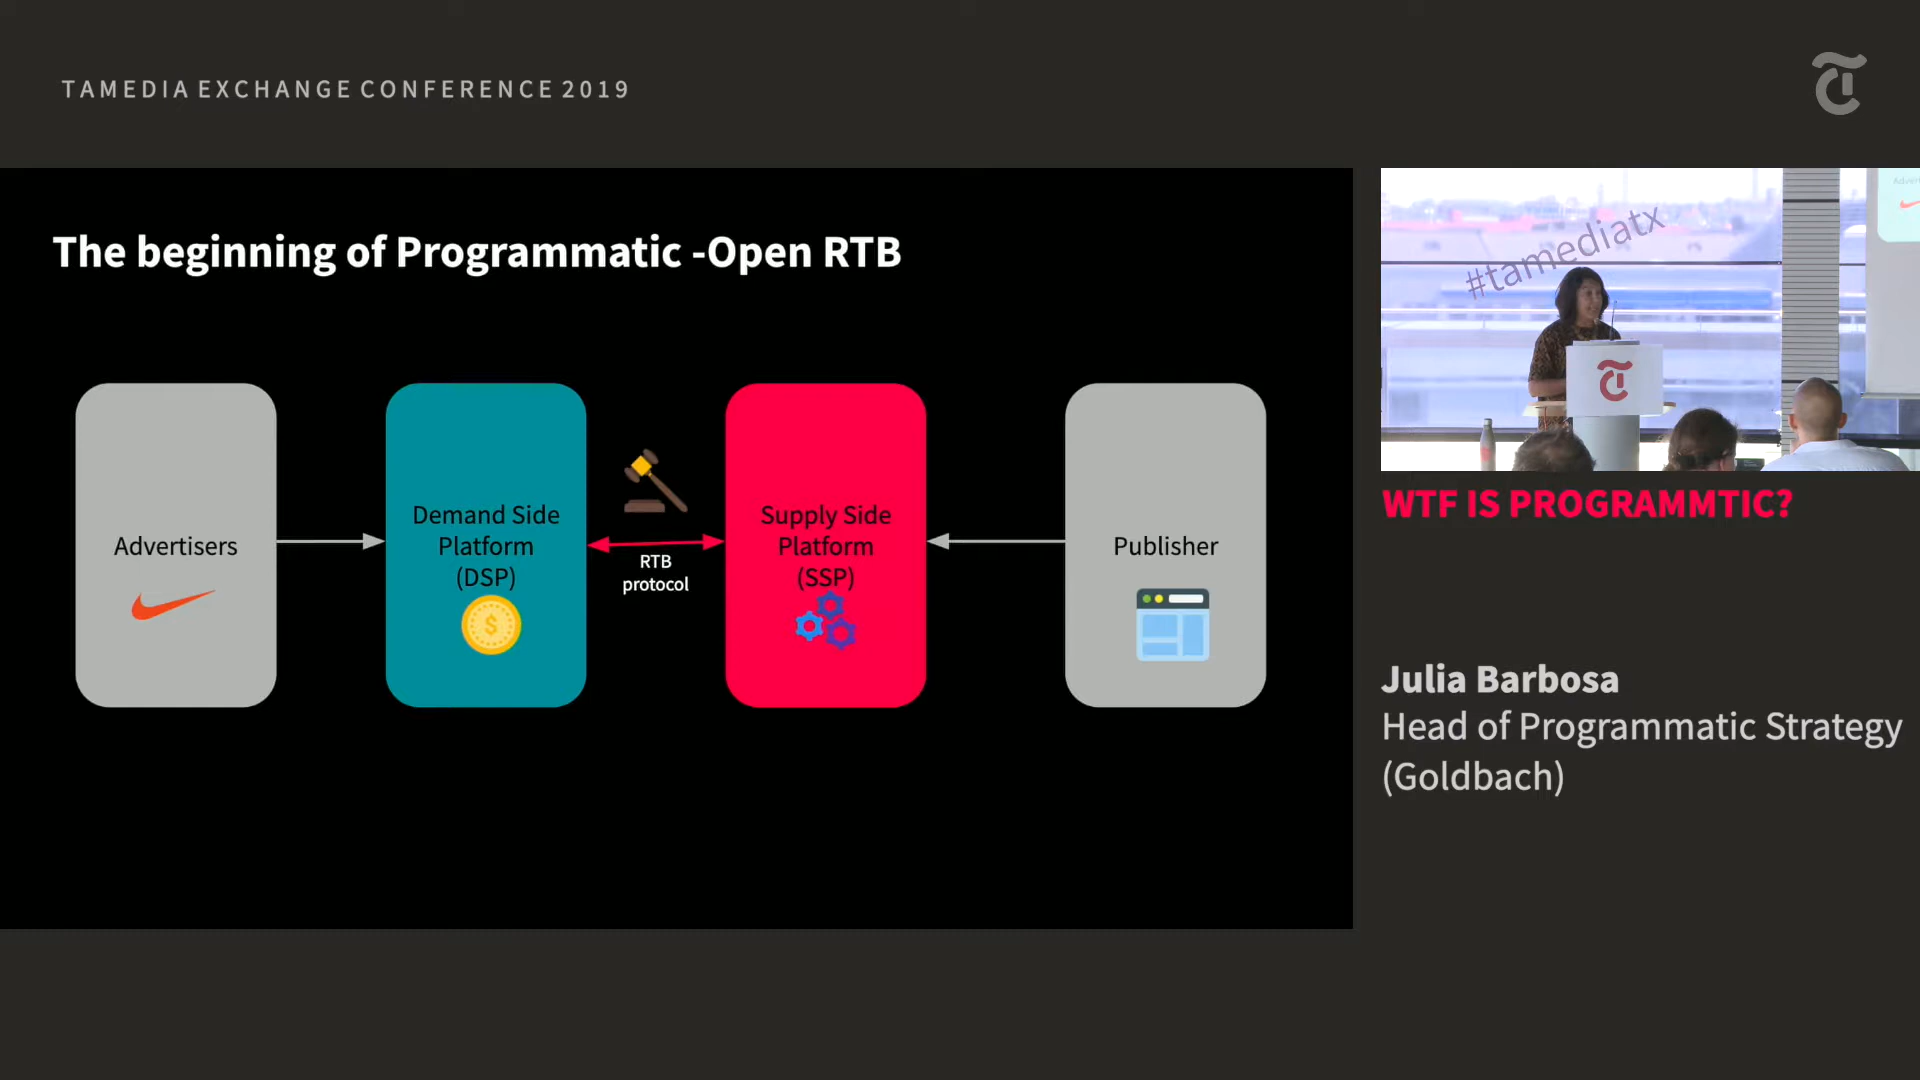 TAMEDIA EXCHANGE CONFERENCE 2019
The beginning of Programmatic -Open RTB
Advertisers
Demand Side
Platform
(DSP)
$
RTB
protocol
Supply Side
Platform
(SSP)
Publisher
#tamediatx
WTF IS PROGRAMMTIC?
Julia Barbosa
Head of Programmatic Strategy
(Goldbach)